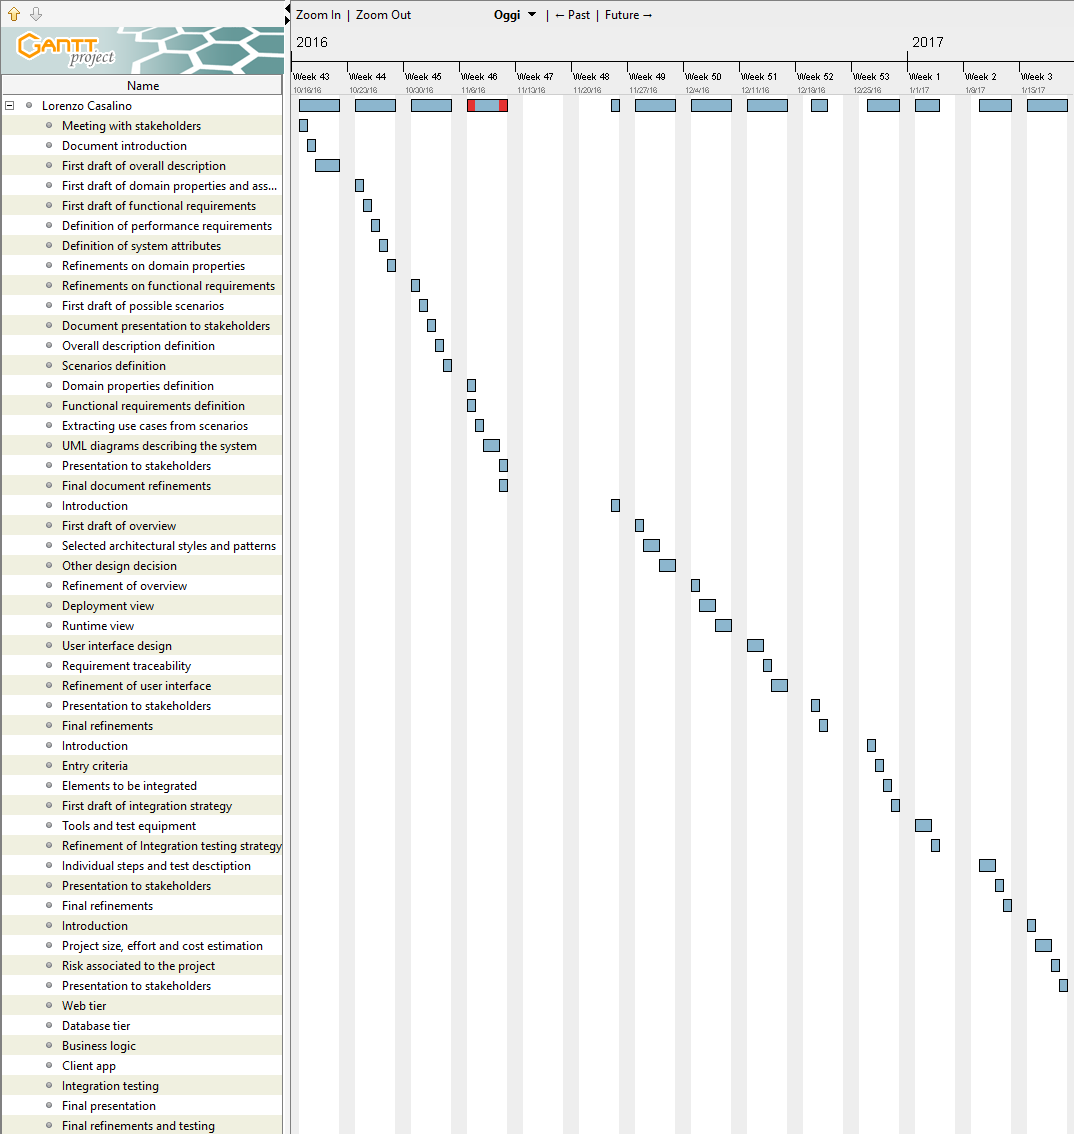 Zoom In | Zoom Out Oggi | ← Past | Future →
GANTT project
2016 2017
Name
Week 43 Week 44 Week 45 Week 46 Week 47 Week 48 Week 49 Week 50 Week 51 Week 52 Week 53 Week 1 Week 2 Week 3
10/16/16 10/23/16 10/30/16 11/6/16 11/13/16 11/20/16 11/27/16 12/4/16 12/11/16 12/18/16 12/25/16 1/1/17 1/8/17 1/15/17
Lorenzo Casalino
Meeting with stakeholders
Document introduction
First draft of overall description
First draft of domain properties and ass...
First draft of functional requirements
Definition of performance requirements
Definition of system attributes
Refinements on domain properties
Refinements on functional requirements
First draft of possible scenarios
Document presentation to stakeholders
Overall description definition
Scenarios definition
Domain properties definition
Functional requirements definition
Extracting use cases from scenarios
UML diagrams describing the system
Presentation to stakeholders
Final document refinements
Introduction
First draft of overview
Selected architectural styles and patterns
Other design decision
Refinement of overview
Deployment view
Runtime view
User interface design
Requirement traceability
Refinement of user interface
Presentation to stakeholders
Final refinements
Introduction
Entry criteria
Elements to be integrated
First draft of integration strategy
Tools and test equipment
Refinement of Integration testing strategy
Individual steps and test desctiption
Presentation to stakeholders
Final refinements
Introduction
Project size, effort and cost estimation
Risk associated to the project
Presentation to stakeholders
Web tier
Database tier
Business logic
Client app
Integration testing
Final presentation
Final refinements and testing